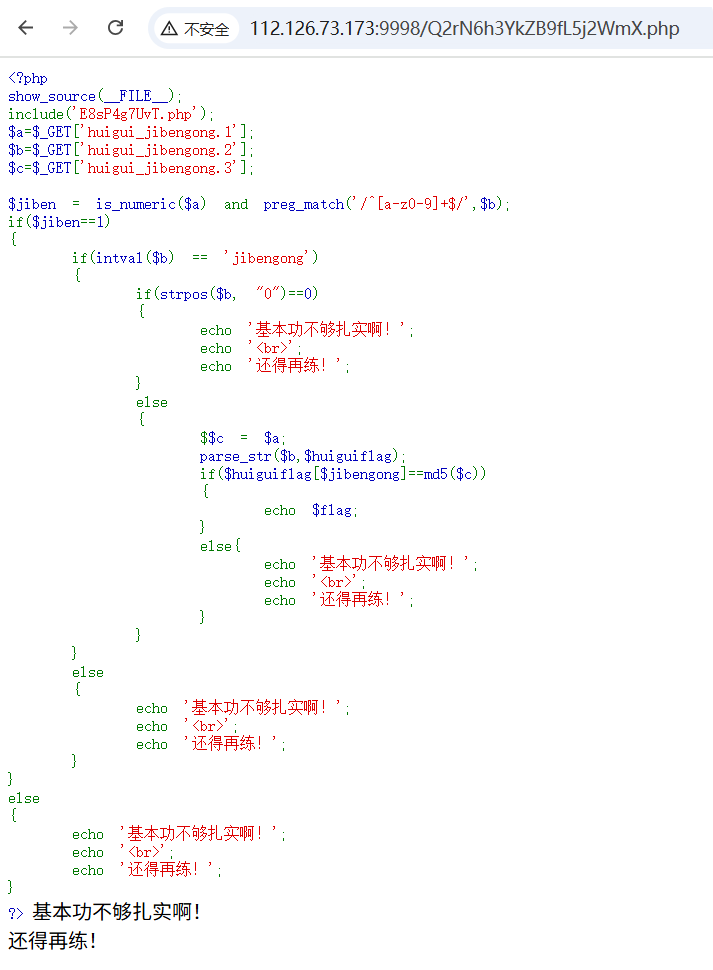 不安全 112.126.73.173:9998/Q2rN6h3YkZB9fL5j2WmX.php
<?php
show_source(__FILE__);
include('E8sP4g7UvT.php');
$a=$_GET['huigui_jibengong.1'];
$b=$_GET['huigui_jibengong.2'];
$c=$_GET['huigui_jibengong.3'];
$jiben = is_numeric($a) and preg_match('/^[a-z0-9]+$/',$b);
if($jiben==1)
{
if(intval($b) == 'jibengong')
{
if(strpos($b, "0")==0)
{
echo '基本功不够扎实啊!';
echo '<br>';
echo '还得再练!';
}
else
{
$$c = $a;
parse_str($b,$huiguiflag);
if($huiguiflag[$jibengong]==md5($c))
{
echo $flag;
}
else{
echo '基本功不够扎实啊!';
echo '<br>';
echo '还得再练!';
}
}
}
else
{
echo '基本功不够扎实啊!';
echo '<br>';
echo '还得再练!';
}
}
else
{
echo '基本功不够扎实啊!';
echo '<br>';
echo '还得再练!';
}
?> 基本功不够扎实啊!
还得再练!